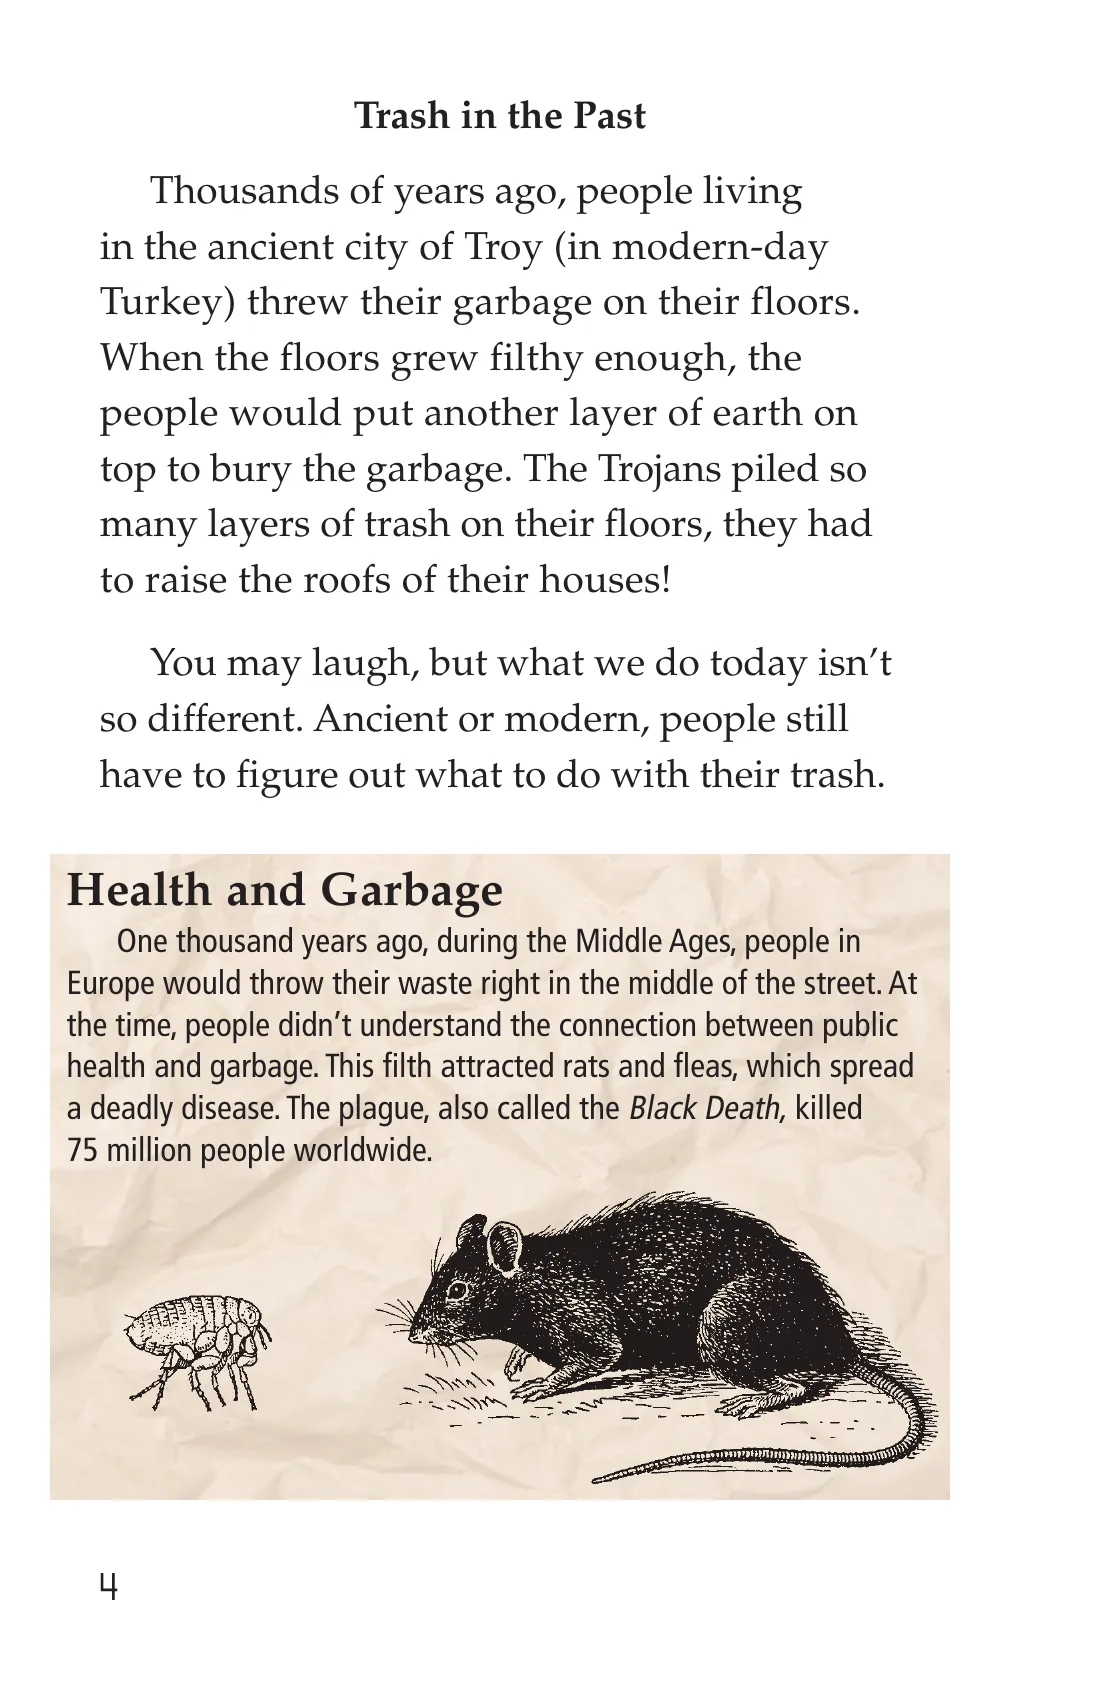 Trash in the Past
Thousands of years ago, people living
in the ancient city of Troy (in modern-day
Turkey) threw their garbage on their floors.
When the floors grew filthy enough, the
people would put another layer of earth on
top to bury the garbage. The Trojans piled so
many layers of trash on their floors, they had
to raise the roofs of their houses!
You may laugh, but what we do today isn’t
so different. Ancient or modern, people still
have to figure out what to do with their trash.
Health and Garbage
One thousand years ago, during the Middle Ages, people in
Europe would throw their waste right in the middle of the street. At
the time, people didn’t understand the connection between public
health and garbage. This filth attracted rats and fleas, which spread
a deadly disease. The plague, also called the Black Death, killed
75 million people worldwide.
4